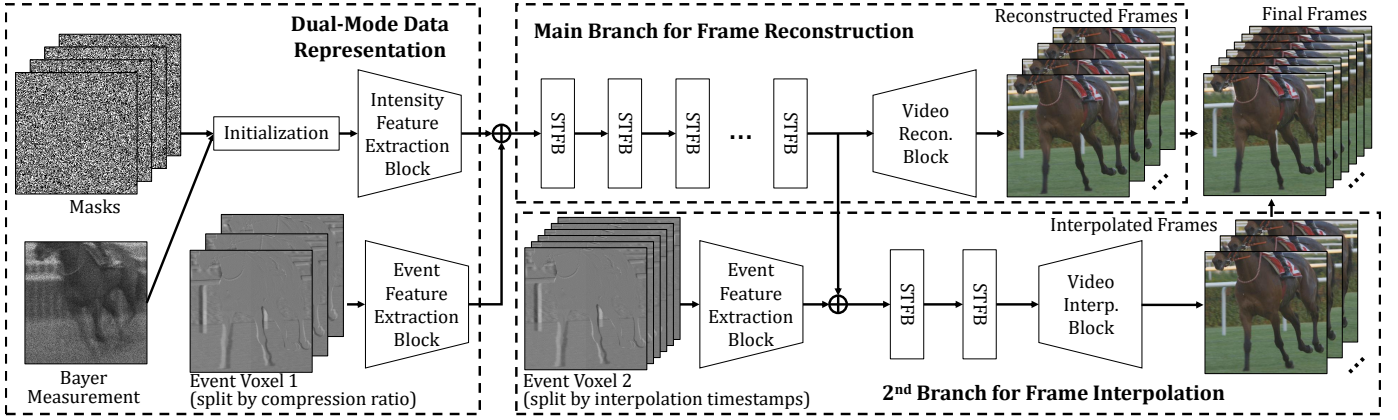 Dual-Mode Data
Representation
Masks
Initialization
Intensity
Feature
Extraction
Block
Bayer
Measurement
Event Voxel 1
(split by compression ratio)
Event
Feature
Extraction
Block
Main Branch for Frame Reconstruction
STFB
STFB
STFB
...
STFB
Video
Recon.
Block
Reconstructed Frames
...
Final Frames
...
Event Voxel 2
(split by interpolation timestamps)
Event
Feature
Extraction
Block
STFB
STFB
Video
Interp.
Block
Interpolated Frames
...
2nd Branch for Frame Interpolation